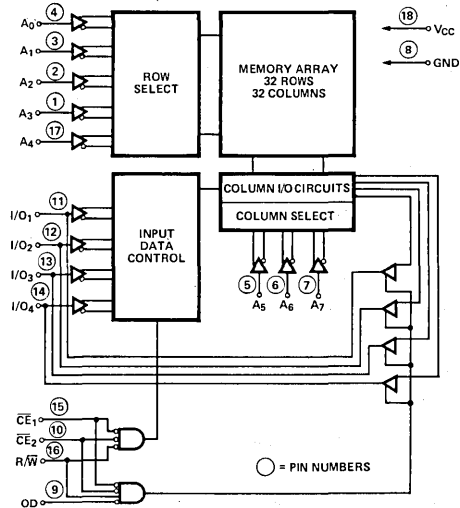 ④ ⑱
A0 VCC
③
A1 ⑧
② ROW SELECT MEMORY ARRAY GND
A2 32 ROWS
① 32 COLUMNS
A3
⑰
A4
COLUMN I/O CIRCUITS
⑪ COLUMN SELECT
I/O1 INPUT
⑫ DATA
I/O2 CONTROL
⑬
I/O3 ⑤ ⑥ ⑦
⑭ A5 A6 A7
I/O4
⑮
C̅E̅1
⑩
C̅E̅2
⑯
R/W̅
◯ = PIN NUMBERS
⑨
OD